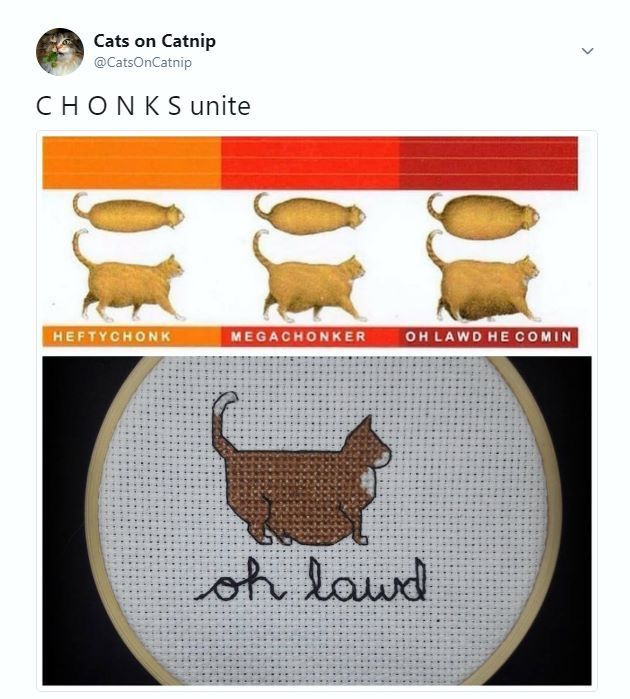 Cats on Catnip
@CatsOnCatnip
C H O N K S unite
HEFTYCHONK MEGACHONKER OH LAWD HE COMIN
oh lawd